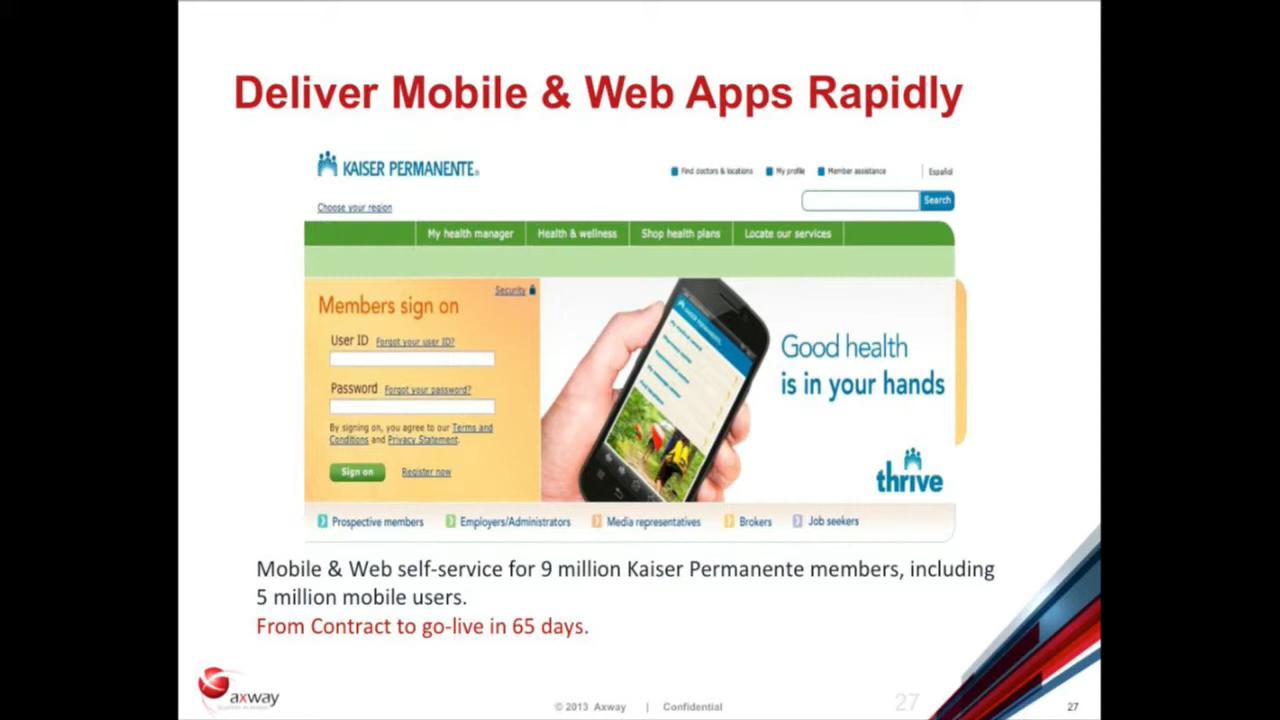 Deliver Mobile & Web Apps Rapidly
KAISER PERMANENTE®
Find doctors & locations
My profile
Member assistance
Español
Choose your region
Search
My health manager
Health & wellness
Shop health plans
Locate our services
Members sign on
Security
User ID Forgot your user ID?
Password Forgot your password?
By signing on, you agree to our Terms and
Conditions and Privacy Statement.
Sign on
Register now
KAISER PERMANENTE
Good health
is in your hands
thrive
Prospective members
Employers/Administrators
Media representatives
Brokers
Job seekers
Mobile & Web self-service for 9 million Kaiser Permanente members, including
5 million mobile users.
From Contract to go-live in 65 days.
axway
© 2013 Axway | Confidential
27
27